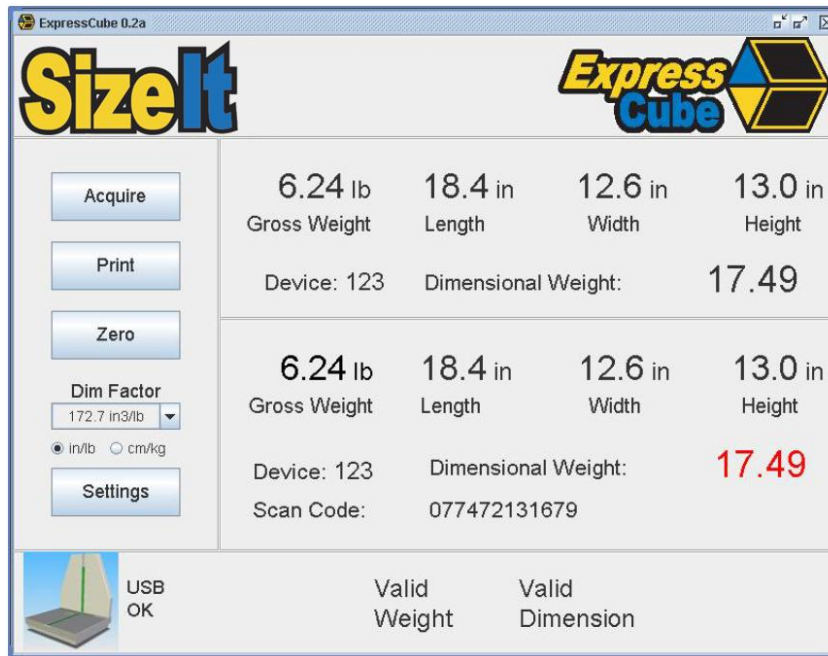 ExpressCube 0.2a
SizeIt
Express
Cube
Acquire
Print
Zero
Dim Factor
172.7 in3/lb
in/lb cm/kg
Settings
6.24 lb 18.4 in 12.6 in 13.0 in
Gross Weight Length Width Height
Device: 123 Dimensional Weight: 17.49
6.24 lb 18.4 in 12.6 in 13.0 in
Gross Weight Length Width Height
Device: 123 Dimensional Weight: 17.49
Scan Code: 077472131679
USB
OK
Valid
Weight
Valid
Dimension